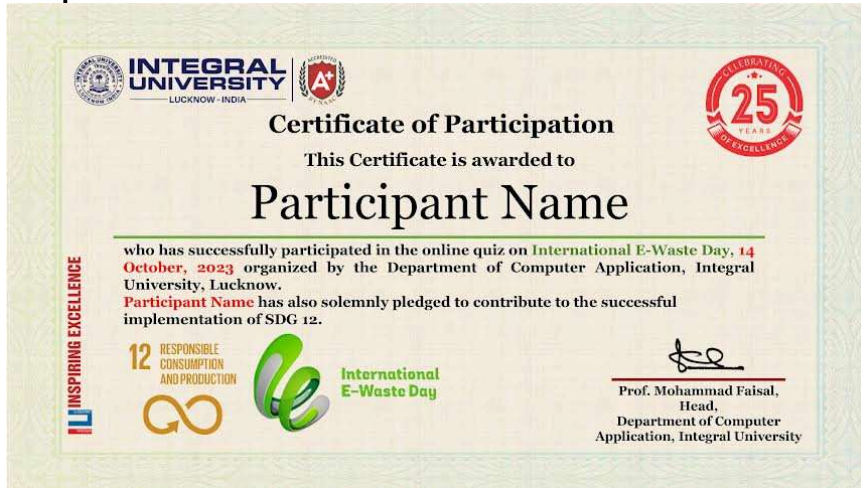 INTEGRAL
UNIVERSITY
LUCKNOW - INDIA
ACCREDITED
A+
BY NAAC
CELEBRATING
25
YEARS
OF EXCELLENCE
Certificate of Participation
This Certificate is awarded to
Participant Name
who has successfully participated in the online quiz on International E-Waste Day, 14
October, 2023 organized by the Department of Computer Application, Integral
University, Lucknow.
Participant Name has also solemnly pledged to contribute to the successful
implementation of SDG 12.
INSPIRING EXCELLENCE
12 RESPONSIBLE
CONSUMPTION
AND PRODUCTION
International
E-Waste Day
Prof. Mohammad Faisal,
Head,
Department of Computer
Application, Integral University